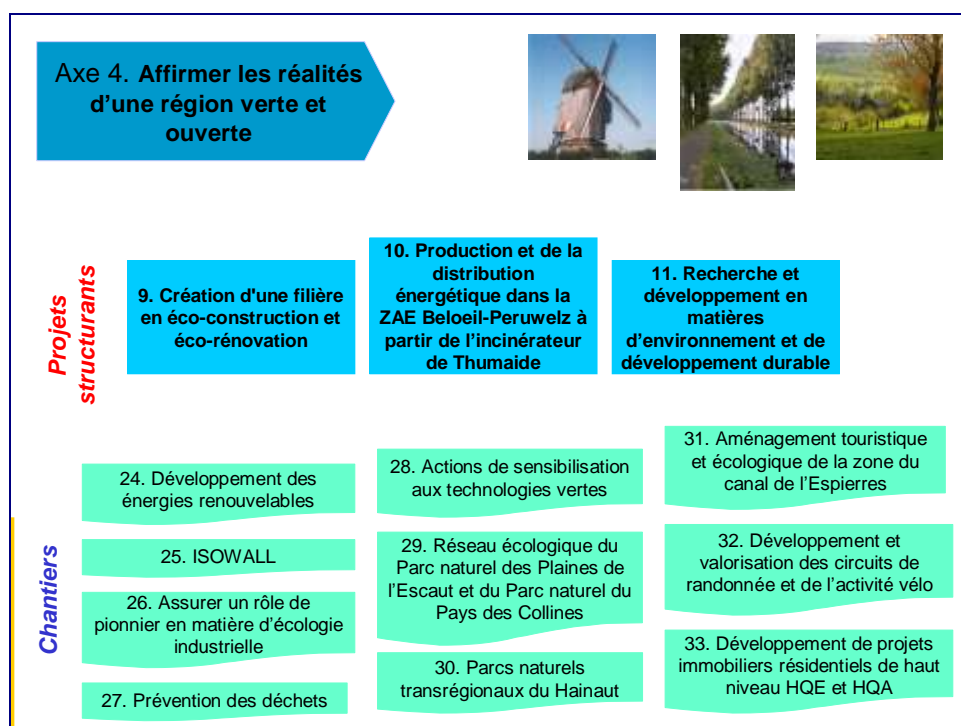 Axe 4. Affirmer les réalités
d’une région verte et
ouverte
Projets
structurants
9. Création d'une filière
en éco-construction et
éco-rénovation
10. Production et de la
distribution
énergétique dans la
ZAE Beloeil-Peruwelz à
partir de l’incinérateur
de Thumaide
11. Recherche et
développement en
matières
d’environnement et de
développement durable
Chantiers
24. Développement des
énergies renouvelables
25. ISOWALL
26. Assurer un rôle de
pionnier en matière d’écologie
industrielle
27. Prévention des déchets
28. Actions de sensibilisation
aux technologies vertes
29. Réseau écologique du
Parc naturel des Plaines de
l’Escaut et du Parc naturel du
Pays des Collines
30. Parcs naturels
transrégionaux du Hainaut
31. Aménagement touristique
et écologique de la zone du
canal de l’Espierres
32. Développement et
valorisation des circuits de
randonnée et de l’activité vélo
33. Développement de projets
immobiliers résidentiels de haut
niveau HQE et HQA